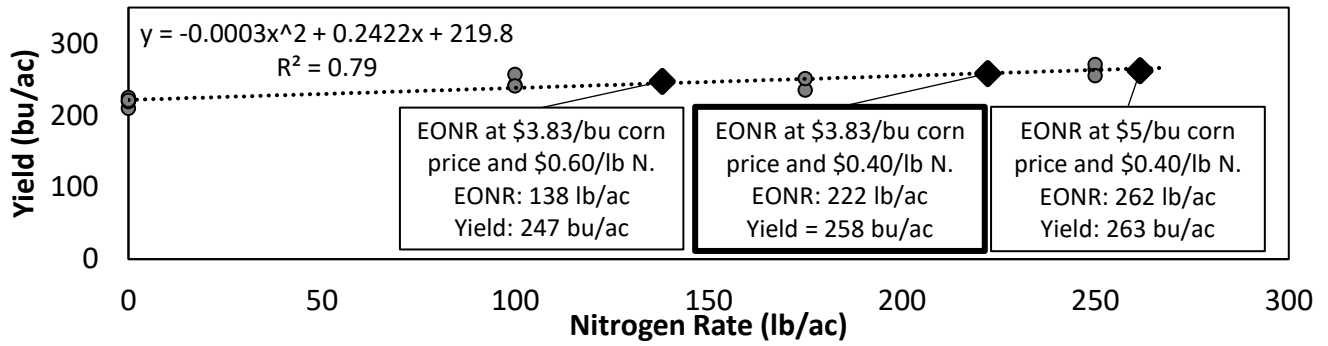 y = -0.0003x^2 + 0.2422x + 219.8
R² = 0.79
Yield (bu/ac)
300
200
100
0
EONR at $3.83/bu corn
price and $0.60/lb N.
EONR: 138 lb/ac
Yield: 247 bu/ac
EONR at $3.83/bu corn
price and $0.40/lb N.
EONR: 222 lb/ac
Yield = 258 bu/ac
EONR at $5/bu corn
price and $0.40/lb N.
EONR: 262 lb/ac
Yield: 263 bu/ac
0 50 100 150 200 250 300
Nitrogen Rate (lb/ac)